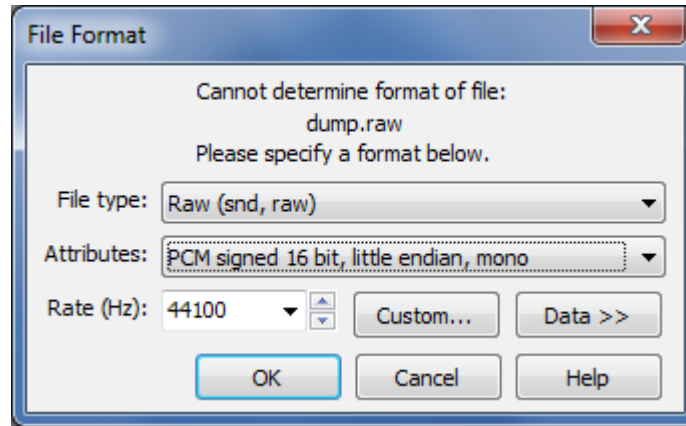 File Format
Cannot determine format of file:
dump.raw
Please specify a format below.
File type: Raw (snd, raw)
Attributes: PCM signed 16 bit, little endian, mono
Rate (Hz): 44100 Custom... Data >>
OK Cancel Help